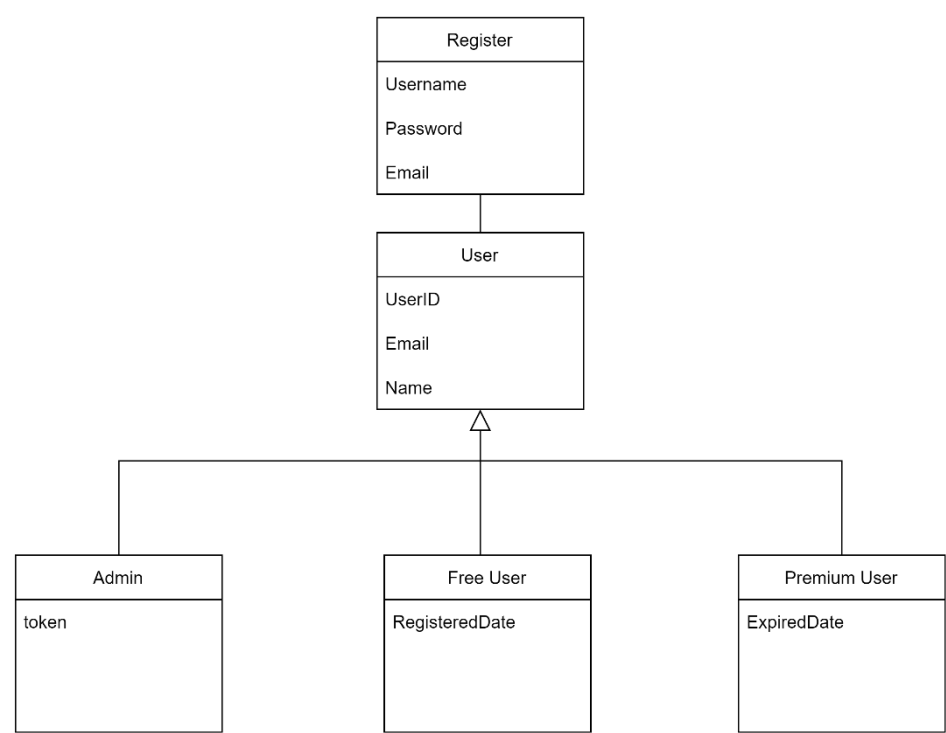 Register
Username
Password
Email
User
UserID
Email
Name
Admin
token
Free User
RegisteredDate
Premium User
ExpiredDate